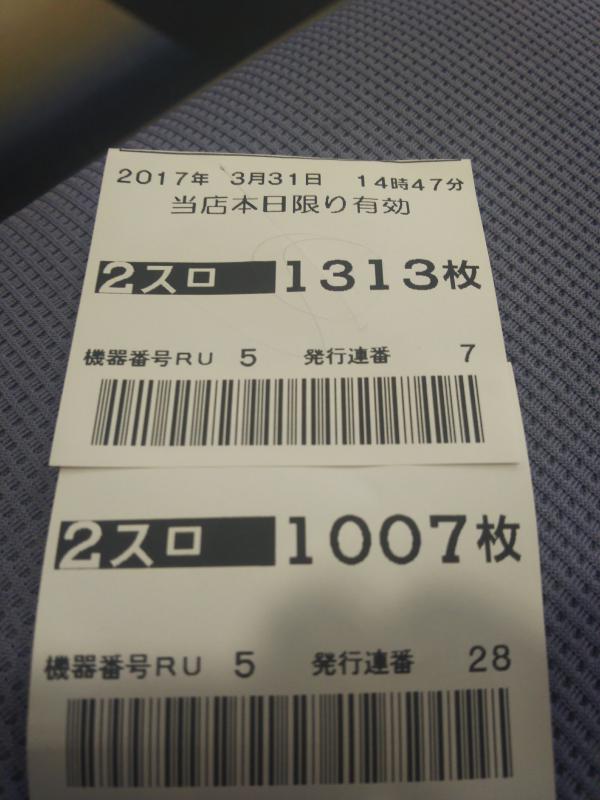 2017年 3月31日 14時47分
当店本日限り有効
2スロ 1313枚
機器番号RU 5 発行連番 7
2スロ 1007枚
機器番号RU 5 発行連番 28